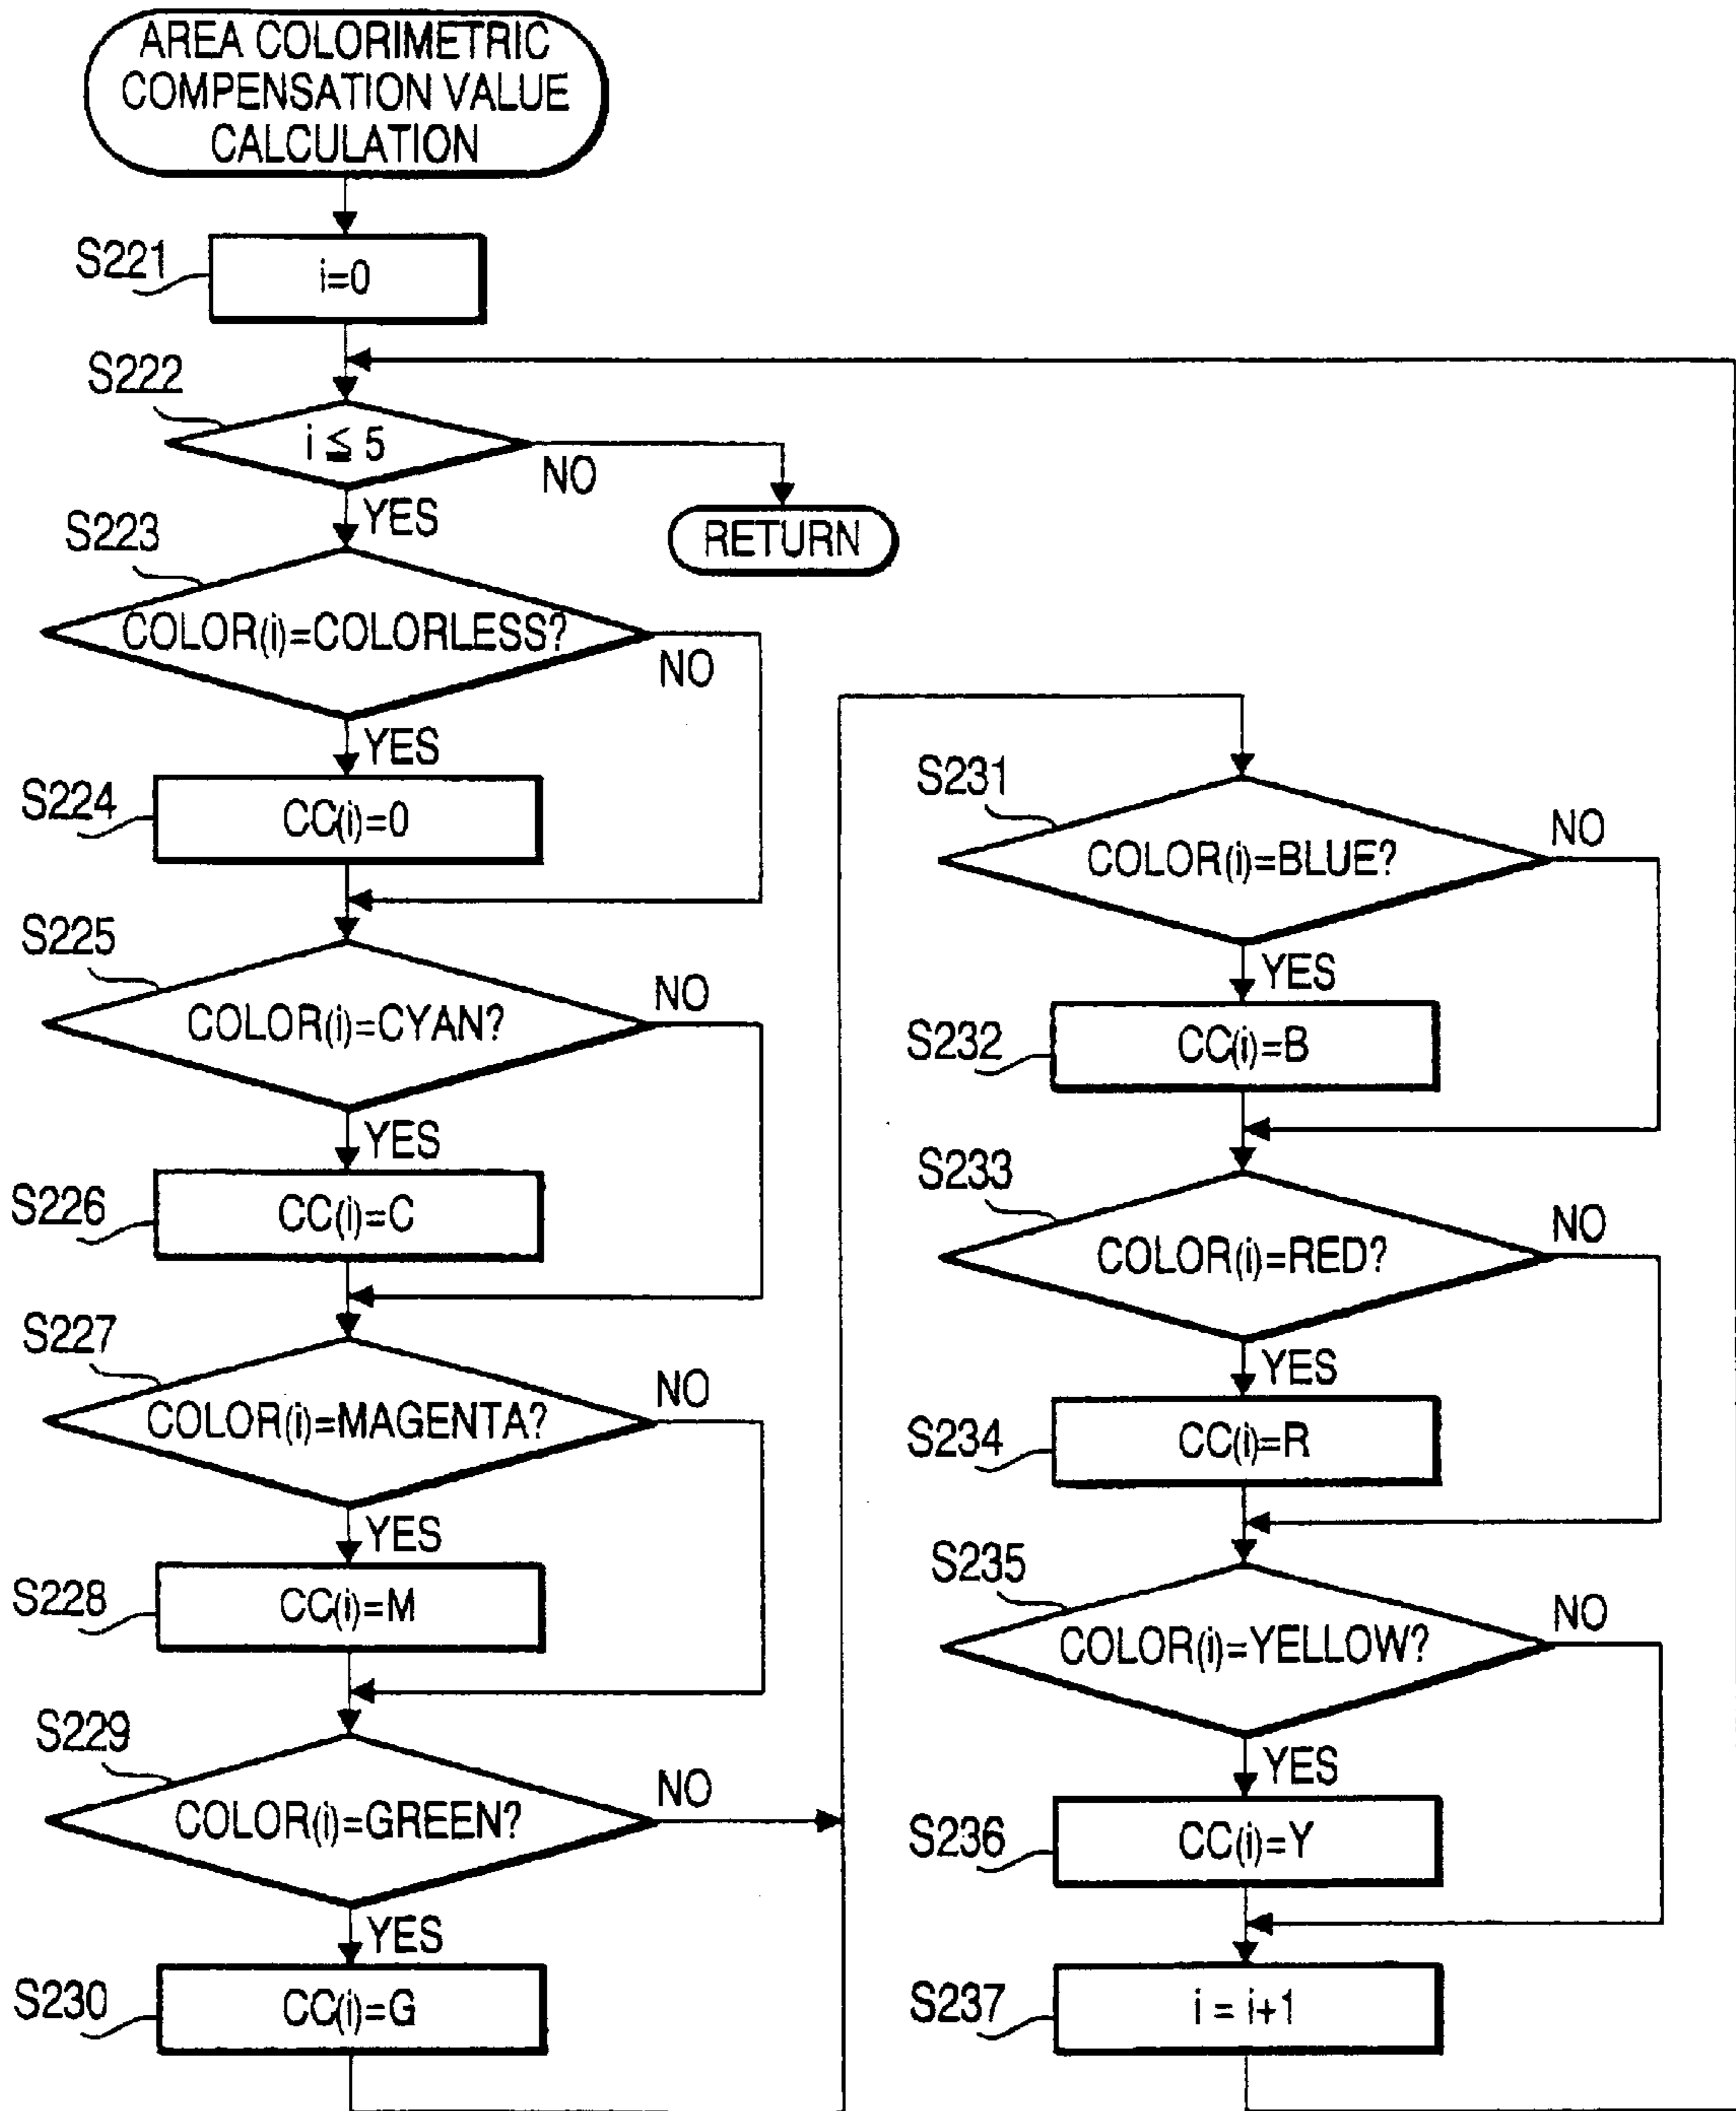 AREA COLORIMETRIC
COMPENSATION VALUE
CALCULATION
S221
i=0
S222
i ≦ 5
NO
YES
RETURN
S223
COLOR(i)=COLORLESS?
NO
YES
S224
CC(i)=0
S225
COLOR(i)=CYAN?
NO
YES
S226
CC(i)=C
S227
COLOR(i)=MAGENTA?
NO
YES
S228
CC(i)=M
S229
COLOR(i)=GREEN?
NO
YES
S230
CC(i)=G
S231
COLOR(i)=BLUE?
NO
YES
S232
CC(i)=B
S233
COLOR(i)=RED?
NO
YES
S234
CC(i)=R
S235
COLOR(i)=YELLOW?
NO
YES
S236
CC(i)=Y
S237
i = i+1